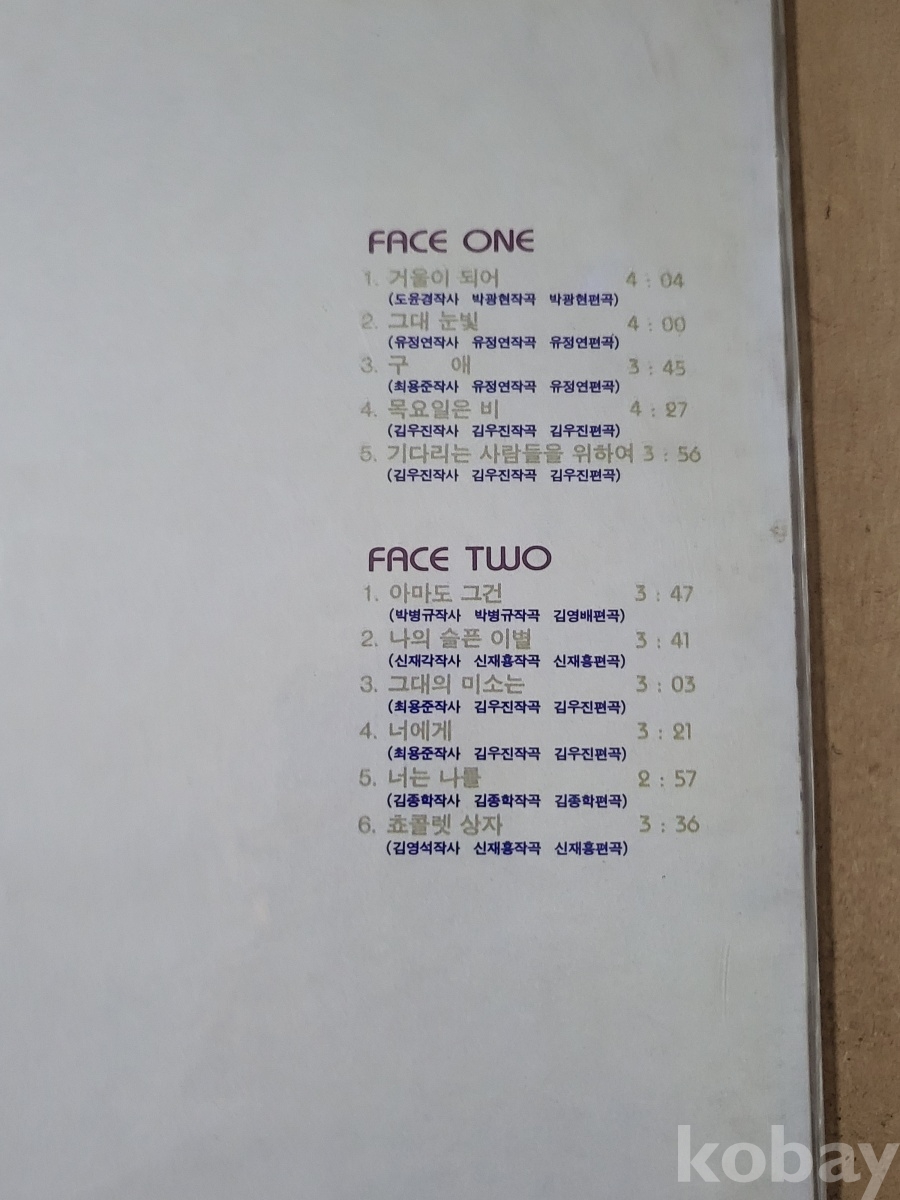 FACE ONE
1. 거울이 되어 4 : 04
(도윤경작사 박광현작곡 박광현편곡)
2. 그대 눈빛 4 : 00
(유정연작사 유정연작곡 유정연편곡)
3. 구 애 3 : 45
(최용준작사 유정연작곡 유정연편곡)
4. 목요일은 비 4 : 27
(김우진작사 김우진작곡 김우진편곡)
5. 기다리는 사람들을 위하여 3 : 56
(김우진작사 김우진작곡 김우진편곡)
FACE TWO
1. 아마도 그건 3 : 47
(박병규작사 박병규작곡 김영배편곡)
2. 나의 슬픈 이별 3 : 41
(신재각작사 신재홍작곡 신재홍편곡)
3. 그대의 미소는 3 : 03
(최용준작사 김우진작곡 김우진편곡)
4. 너에게 3 : 21
(최용준작사 김우진작곡 김우진편곡)
5. 너는 나를 2 : 57
(김종학작사 김종학작곡 김종학편곡)
6. 쵸콜렛 상자 3 : 36
(김영석작사 신재홍작곡 신재홍편곡)
kobay